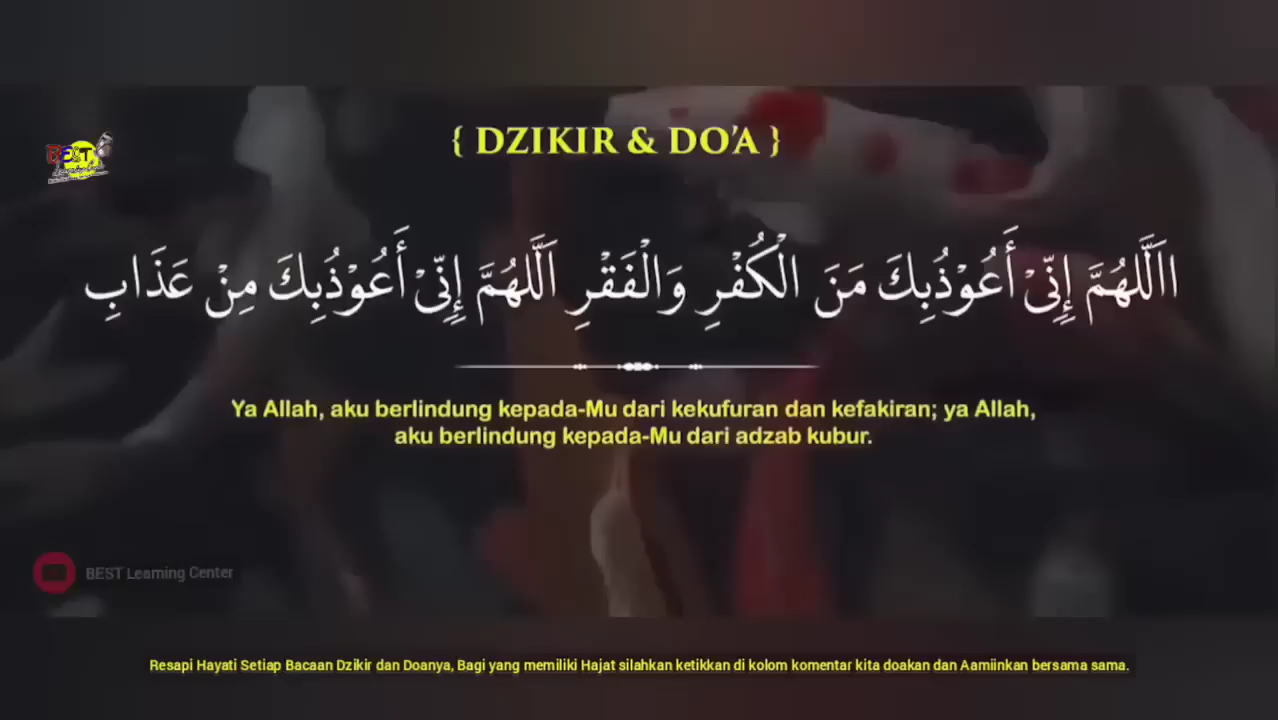 { DZIKIR & DO'A }
BEST
اَاللّٰهُمَّ إِنِّىْ أَعُوْذُبِكَ مَنَ الْكُفْرِ وَالْفَقْرِ اَللّٰهُمَّ إِنِّىْ أَعُوْذُبِكَ مِنْ عَذَابِ
Ya Allah, aku berlindung kepada-Mu dari kekufuran dan kefakiran; ya Allah,
aku berlindung kepada-Mu dari adzab kubur.
BEST Learning Center
Resapi Hayati Setiap Bacaan Dzikir dan Doanya, Bagi yang memiliki Hajat silahkan ketikkan di kolom komentar kita doakan dan Aamiinkan bersama sama.